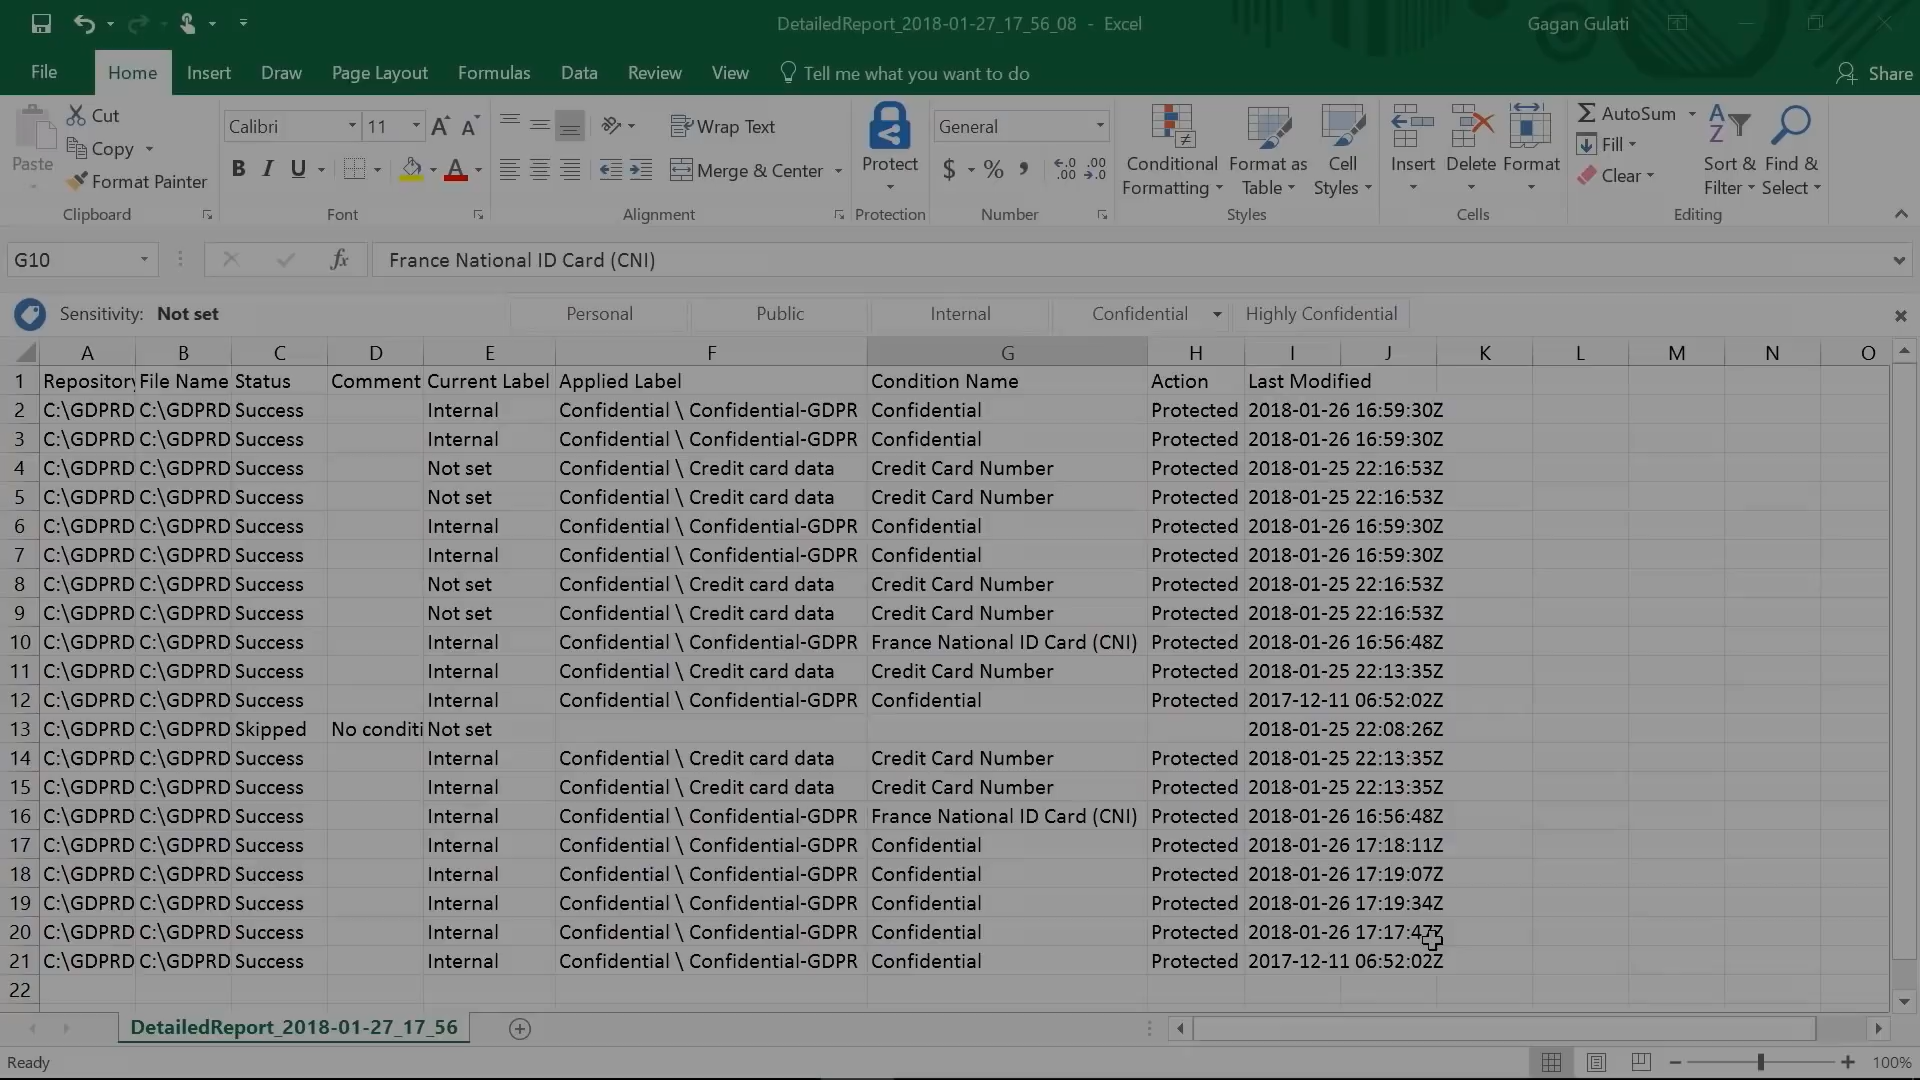 DetailedReport_2018-01-27_17_56_08 - Excel
Gagan Gulati
File Home Insert Draw Page Layout Formulas Data Review View Tell me what you want to do Share
Paste
Cut
Copy
Format Painter
Clipboard
Calibri 11
B I U
Font
Wrap Text
Merge & Center
Alignment
Protect
Protection
General
$ % ,
Number
Conditional Formatting
Format as Table
Cell Styles
Styles
Insert Delete Format
Cells
AutoSum
Fill
Clear
Sort & Filter
Find & Select
Editing
G10 fx France National ID Card (CNI)
Sensitivity: Not set Personal Public Internal Confidential Highly Confidential
A B C D E F G H I J K L M N O
1 Repository File Name Status Comment Current Label Applied Label Condition Name Action Last Modified
2 C:\GDPRD C:\GDPRD Success Internal Confidential \ Confidential-GDPR Confidential Protected 2018-01-26 16:59:30Z
3 C:\GDPRD C:\GDPRD Success Internal Confidential \ Confidential-GDPR Confidential Protected 2018-01-26 16:59:30Z
4 C:\GDPRD C:\GDPRD Success Not set Confidential \ Credit card data Credit Card Number Protected 2018-01-25 22:16:53Z
5 C:\GDPRD C:\GDPRD Success Not set Confidential \ Credit card data Credit Card Number Protected 2018-01-25 22:16:53Z
6 C:\GDPRD C:\GDPRD Success Internal Confidential \ Confidential-GDPR Confidential Protected 2018-01-26 16:59:30Z
7 C:\GDPRD C:\GDPRD Success Internal Confidential \ Confidential-GDPR Confidential Protected 2018-01-26 16:59:30Z
8 C:\GDPRD C:\GDPRD Success Not set Confidential \ Credit card data Credit Card Number Protected 2018-01-25 22:16:53Z
9 C:\GDPRD C:\GDPRD Success Not set Confidential \ Credit card data Credit Card Number Protected 2018-01-25 22:16:53Z
10 C:\GDPRD C:\GDPRD Success Internal Confidential \ Confidential-GDPR France National ID Card (CNI) Protected 2018-01-26 16:56:48Z
11 C:\GDPRD C:\GDPRD Success Internal Confidential \ Credit card data Credit Card Number Protected 2018-01-25 22:13:35Z
12 C:\GDPRD C:\GDPRD Success Internal Confidential \ Confidential-GDPR Confidential Protected 2017-12-11 06:52:02Z
13 C:\GDPRD C:\GDPRD Skipped No conditi Not set 2018-01-25 22:08:26Z
14 C:\GDPRD C:\GDPRD Success Internal Confidential \ Credit card data Credit Card Number Protected 2018-01-25 22:13:35Z
15 C:\GDPRD C:\GDPRD Success Internal Confidential \ Credit card data Credit Card Number Protected 2018-01-25 22:13:35Z
16 C:\GDPRD C:\GDPRD Success Internal Confidential \ Confidential-GDPR France National ID Card (CNI) Protected 2018-01-26 16:56:48Z
17 C:\GDPRD C:\GDPRD Success Internal Confidential \ Confidential-GDPR Confidential Protected 2018-01-26 17:18:11Z
18 C:\GDPRD C:\GDPRD Success Internal Confidential \ Confidential-GDPR Confidential Protected 2018-01-26 17:19:07Z
19 C:\GDPRD C:\GDPRD Success Internal Confidential \ Confidential-GDPR Confidential Protected 2018-01-26 17:19:34Z
20 C:\GDPRD C:\GDPRD Success Internal Confidential \ Confidential-GDPR Confidential Protected 2018-01-26 17:17:47Z
21 C:\GDPRD C:\GDPRD Success Internal Confidential \ Confidential-GDPR Confidential Protected 2017-12-11 06:52:02Z
22
DetailedReport_2018-01-27_17_56
Ready 100%